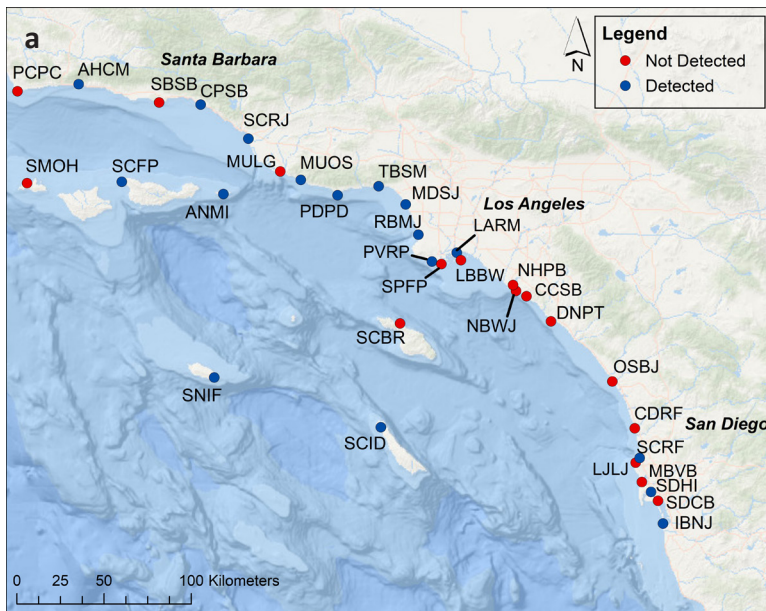 a
N
Legend
Not Detected
Detected
Santa Barbara
PCPC
AHCM
SBSB
CPSB
SCRJ
MULG
MUOS
SMOH
SCFP
ANMI
PDPD
TBSM
MDSJ
Los Angeles
RBMJ
LARM
PVRP
SPFP
LBBW
NHPB
CCSB
NBWJ
DNPT
SCBR
SNIF
OSBJ
SCID
CDRF
San Diego
SCRF
LJLJ
MBVB
SDHI
SDCB
IBNJ
0 25 50 100 Kilometers